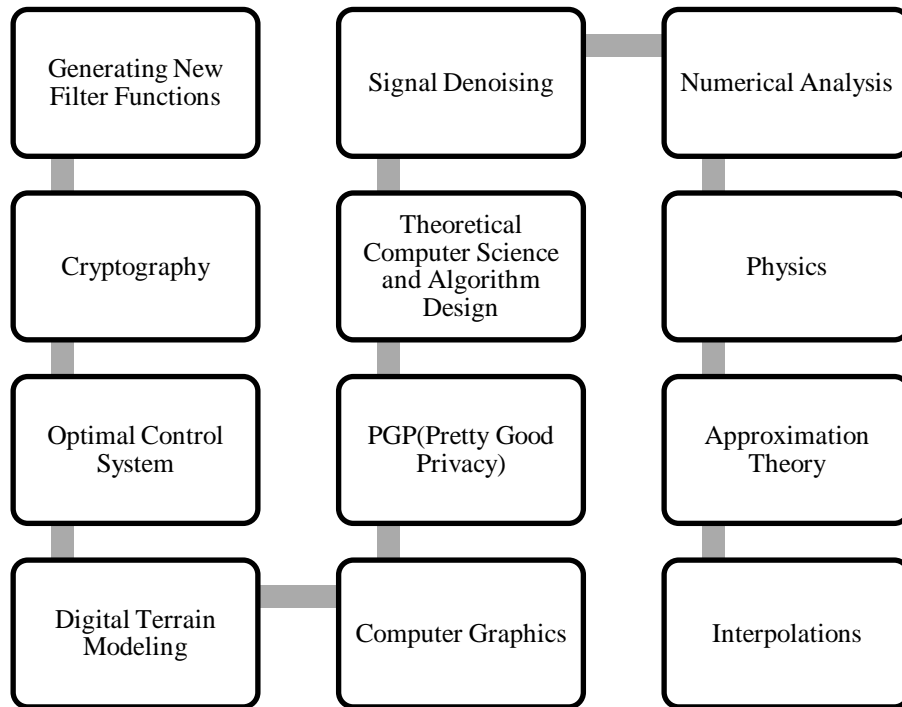 Generating New
Filter Functions
Cryptography
Optimal Control
System
Digital Terrain
Modeling
Computer Graphics
PGP(Pretty Good
Privacy)
Theoretical
Computer Science
and Algorithm
Design
Signal Denoising
Numerical Analysis
Physics
Approximation
Theory
Interpolations